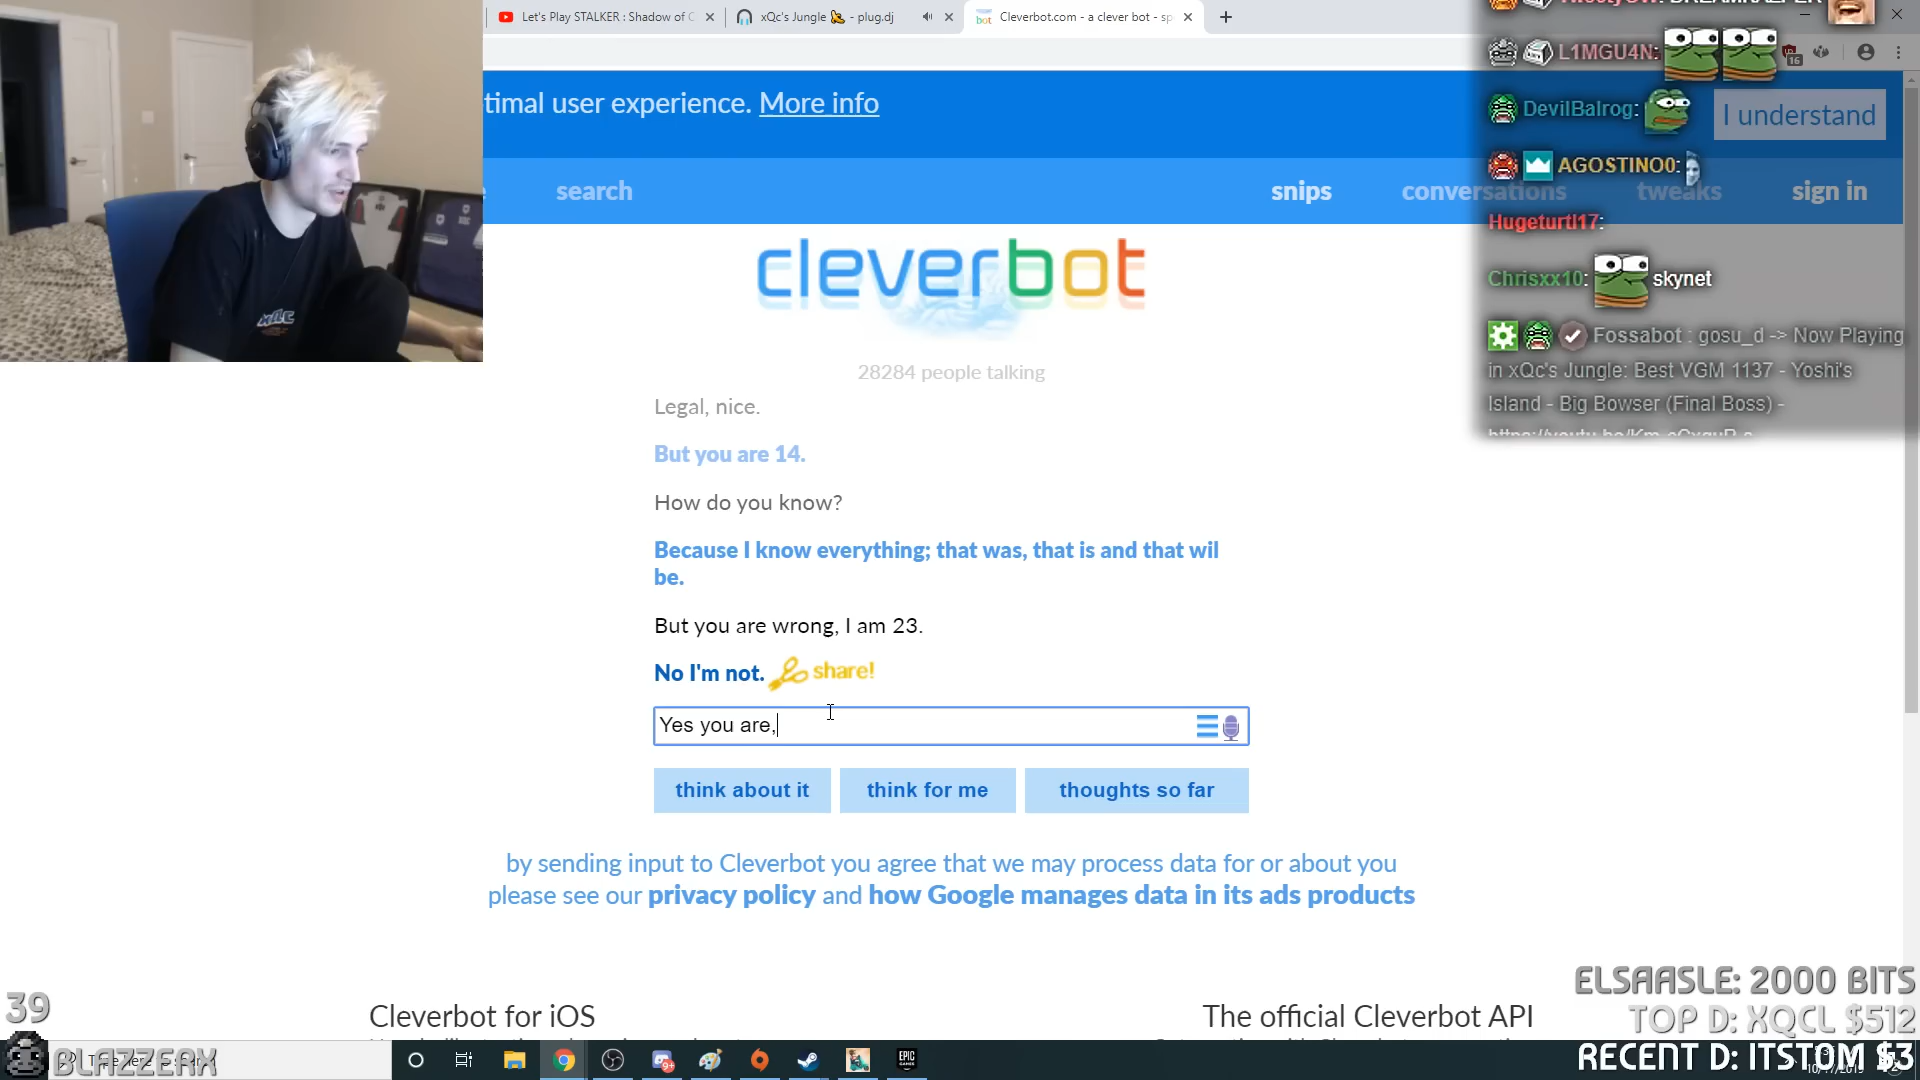 Let's Play STALKER : Shadow of C
xQc's Jungle - plug.dj
bot
Cleverbot.com - a clever bot - sp
timal user experience. More info
I understand
search
snips
conversations
tweaks
sign in
L1MGU4N:
16
DevilBalrog:
AGOSTINO0:
Hugeturtl17:
Chrisxx10: skynet
Fossabot : gosu_d -> Now Playing
in xQc's Jungle: Best VGM 1137 - Yoshi's
Island - Big Bowser (Final Boss) -
cleverbot
28284 people talking
Legal, nice.
But you are 14.
How do you know?
Because I know everything; that was, that is and that wil
be.
But you are wrong, I am 23.
No I'm not. share!
Yes you are,
think about it
think for me
thoughts so far
by sending input to Cleverbot you agree that we may process data for or about you
please see our privacy policy and how Google manages data in its ads products
Cleverbot for iOS
The official Cleverbot API
39
BLAZZERX
ELSAASLE: 2000 BITS
TOP D: XQCL $512
RECENT D: ITSTOM $3
XQC
9+
EPIC
GAMES